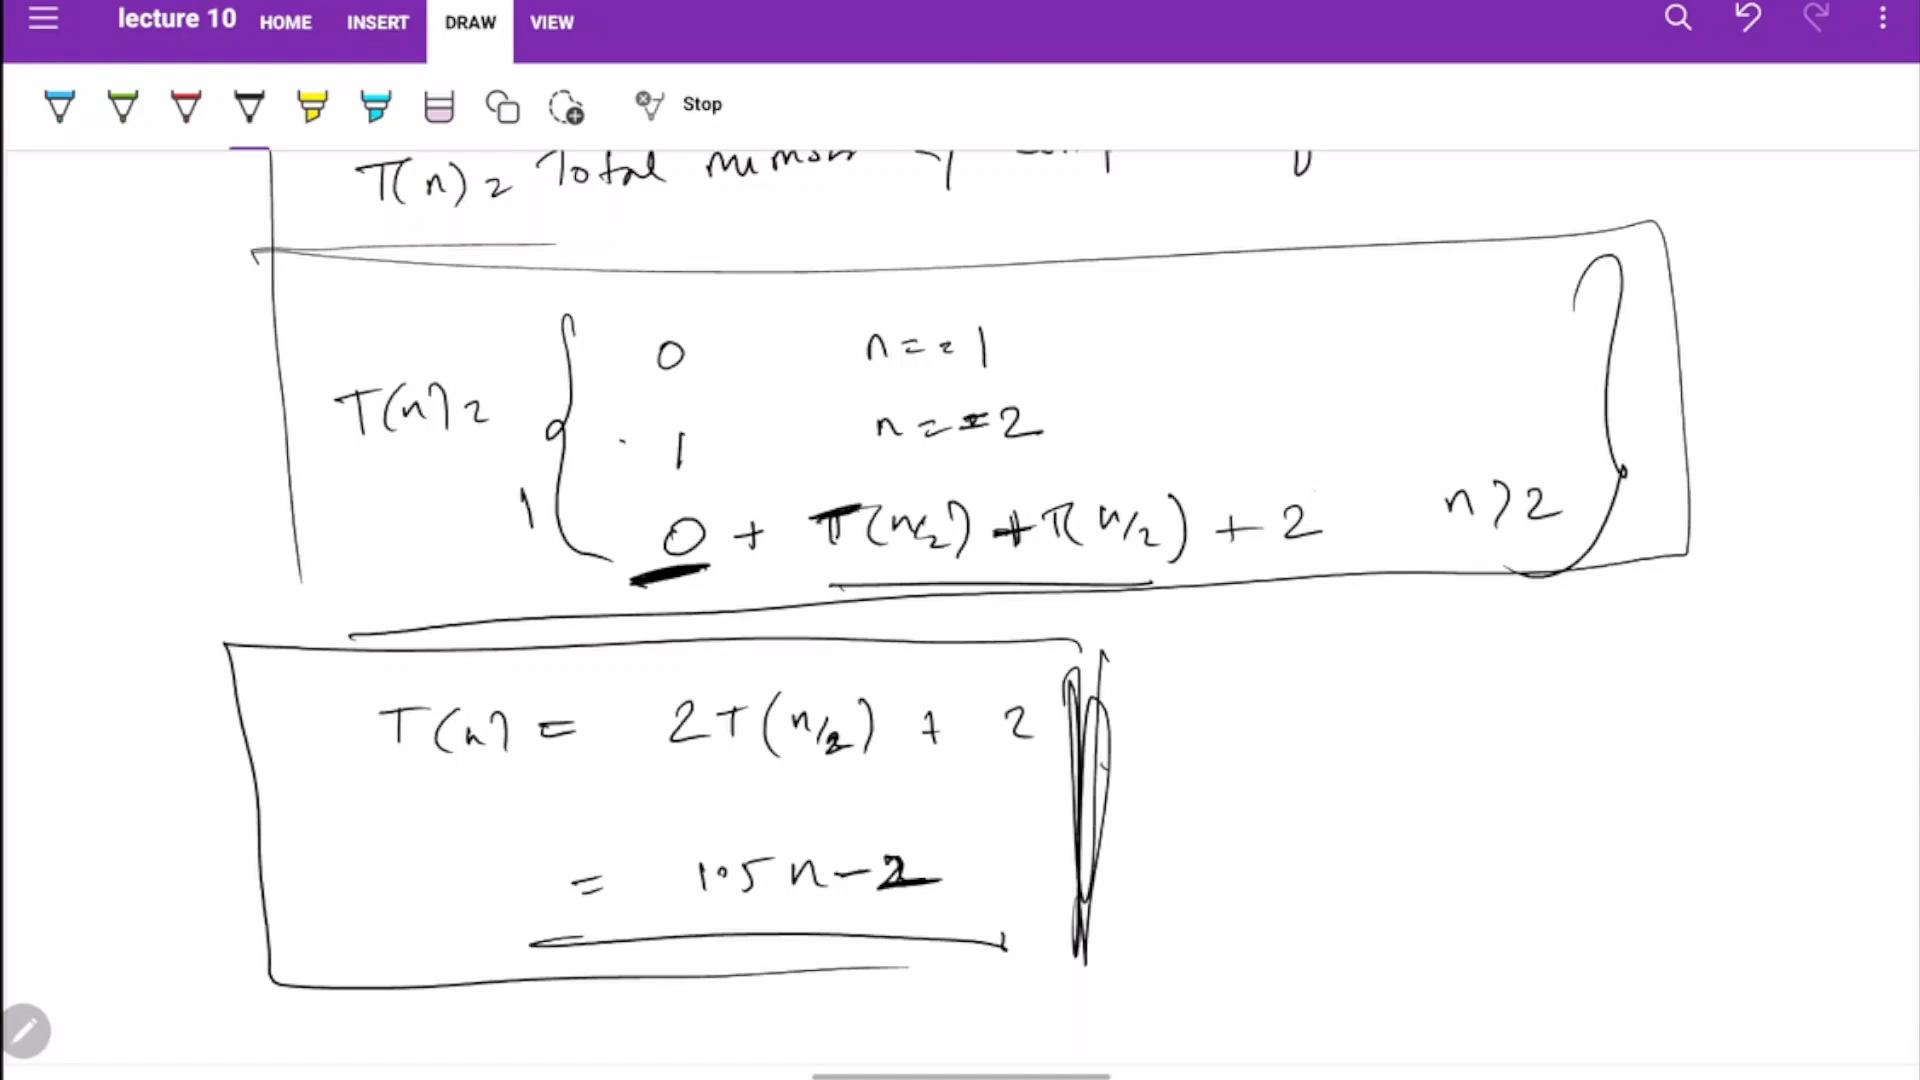 lecture 10 HOME INSERT DRAW VIEW
Stop
T(n) = Total
T(n) = { 0 n == 1
1 n == 2
0 + T(n/2) + T(n/2) + 2 n > 2
T(n) = 2T(n/2) + 2
= 1.5n - 2